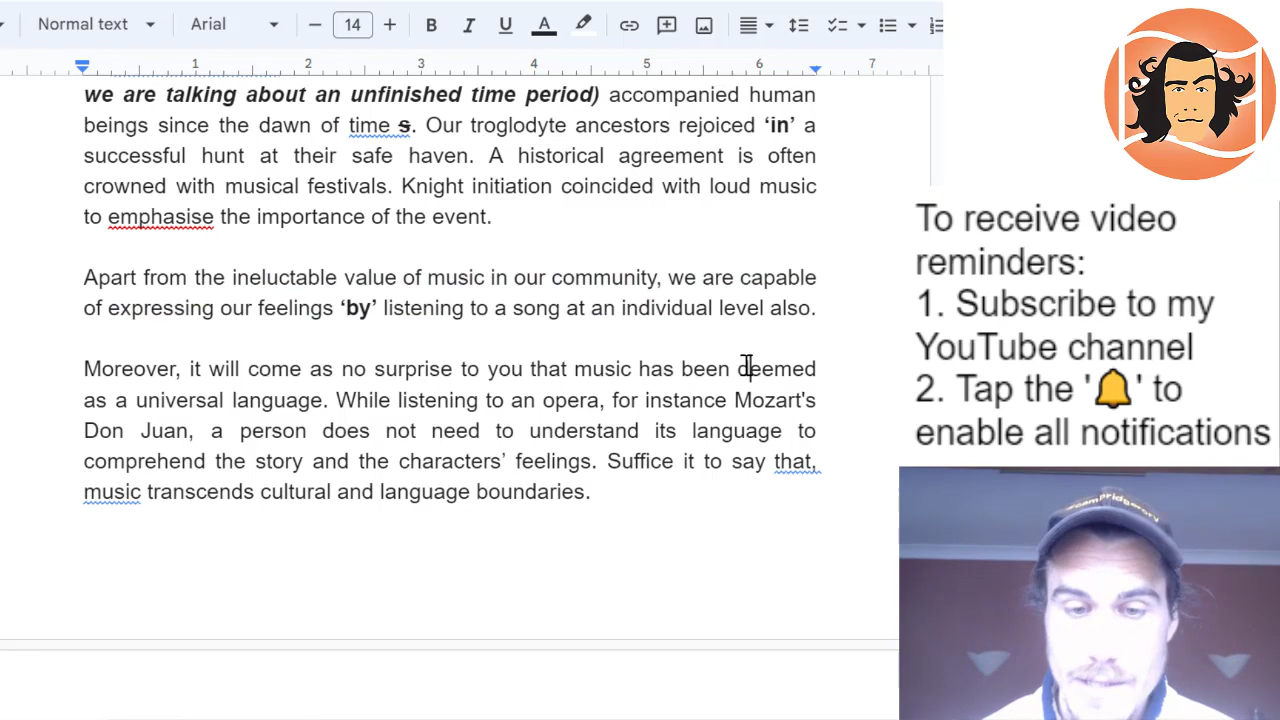 Normal text Arial 14 B I U A
1 2 3 4 5 6 7
we are talking about an unfinished time period) accompanied human
beings since the dawn of time s. Our troglodyte ancestors rejoiced ‘in’ a
successful hunt at their safe haven. A historical agreement is often
crowned with musical festivals. Knight initiation coincided with loud music
to emphasise the importance of the event.
Apart from the ineluctable value of music in our community, we are capable
of expressing our feelings ‘by’ listening to a song at an individual level also.
Moreover, it will come as no surprise to you that music has been deemed
as a universal language. While listening to an opera, for instance Mozart's
Don Juan, a person does not need to understand its language to
comprehend the story and the characters’ feelings. Suffice it to say that,
music transcends cultural and language boundaries.
To receive video
reminders:
1. Subscribe to my
YouTube channel
2. Tap the '🔔' to
enable all notifications